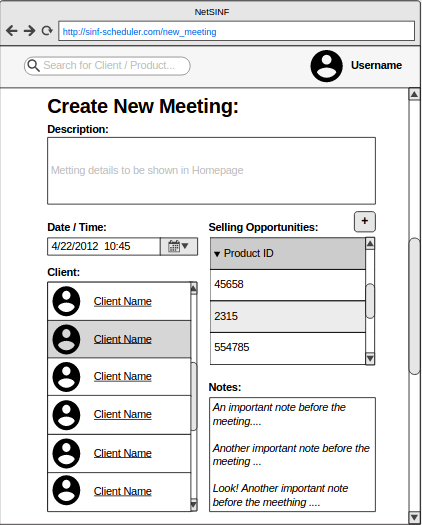 NetSINF
http://sinf-scheduler.com/new_meeting
Search for Client / Product...
Username
Create New Meeting:
Description:
Metting details to be shown in Homepage
Date / Time:
4/22/2012 10:45
Client:
Client Name
Client Name
Client Name
Client Name
Client Name
Client Name
Selling Opportunities:
+
Product ID
45658
2315
554785
Notes:
An important note before the
meeting....
Another important note before the
meeting ...
Look! Another important note
before the meething ....